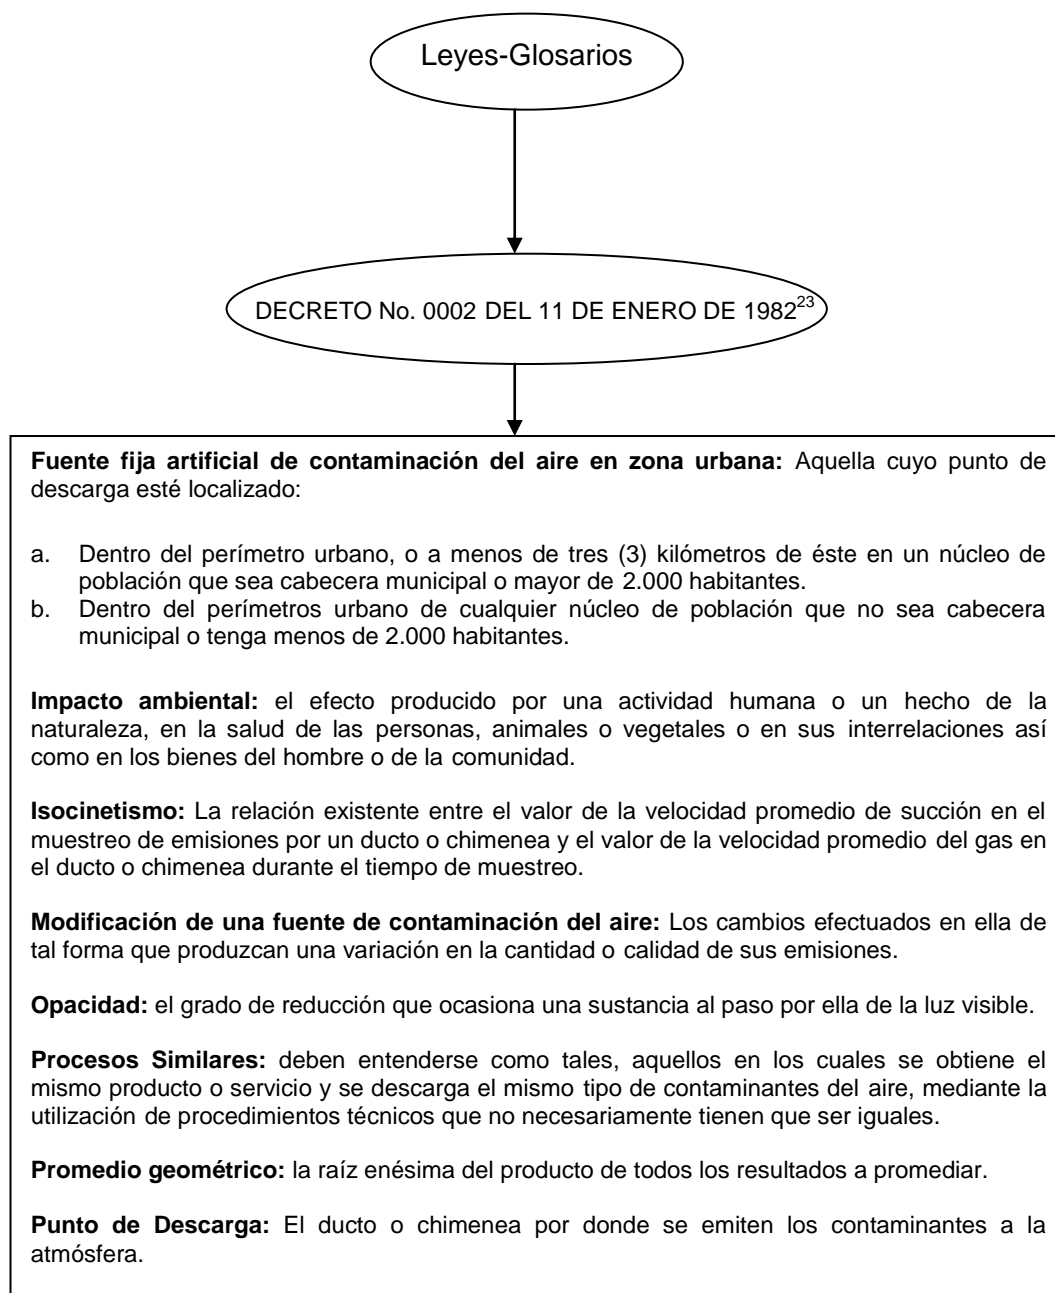 Leyes-Glosarios
DECRETO No. 0002 DEL 11 DE ENERO DE 1982²³
Fuente fija artificial de contaminación del aire en zona urbana: Aquella cuyo punto de
descarga esté localizado:
a. Dentro del perímetro urbano, o a menos de tres (3) kilómetros de éste en un núcleo de
población que sea cabecera municipal o mayor de 2.000 habitantes.
b. Dentro del perímetros urbano de cualquier núcleo de población que no sea cabecera
municipal o tenga menos de 2.000 habitantes.
Impacto ambiental: el efecto producido por una actividad humana o un hecho de la
naturaleza, en la salud de las personas, animales o vegetales o en sus interrelaciones así
como en los bienes del hombre o de la comunidad.
Isocinetismo: La relación existente entre el valor de la velocidad promedio de succión en el
muestreo de emisiones por un ducto o chimenea y el valor de la velocidad promedio del gas en
el ducto o chimenea durante el tiempo de muestreo.
Modificación de una fuente de contaminación del aire: Los cambios efectuados en ella de
tal forma que produzcan una variación en la cantidad o calidad de sus emisiones.
Opacidad: el grado de reducción que ocasiona una sustancia al paso por ella de la luz visible.
Procesos Similares: deben entenderse como tales, aquellos en los cuales se obtiene el
mismo producto o servicio y se descarga el mismo tipo de contaminantes del aire, mediante la
utilización de procedimientos técnicos que no necesariamente tienen que ser iguales.
Promedio geométrico: la raíz enésima del producto de todos los resultados a promediar.
Punto de Descarga: El ducto o chimenea por donde se emiten los contaminantes a la
atmósfera.